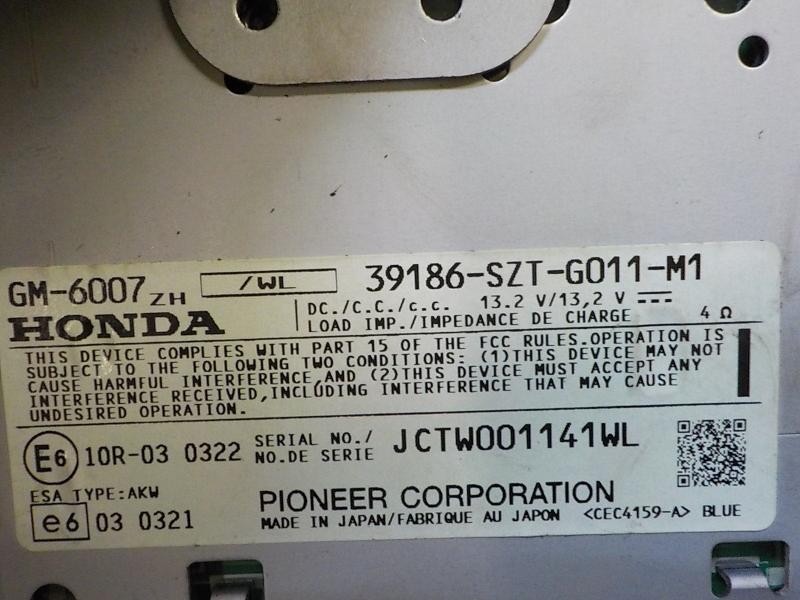 GM-6007 ZH /WL 39186-SZT-G011-M1
HONDA
DC./C.C./c.c. 13.2 V/13,2 V
LOAD IMP./IMPEDANCE DE CHARGE 4 Ω
THIS DEVICE COMPLIES WITH PART 15 OF THE FCC RULES.OPERATION IS
SUBJECT TO THE FOLLOWING TWO CONDITIONS: (1)THIS DEVICE MAY NOT
CAUSE HARMFUL INTERFERENCE,AND (2)THIS DEVICE MUST ACCEPT ANY
INTERFERENCE RECEIVED,INCLUDING INTERFERENCE THAT MAY CAUSE
UNDESIRED OPERATION.
E6 10R-03 0322
SERIAL NO./
NO.DE SERIE
JCTW001141WL
ESA TYPE:AKW
e6 03 0321
PIONEER CORPORATION
MADE IN JAPAN/FABRIQUE AU JAPON <CEC4159-A> BLUE